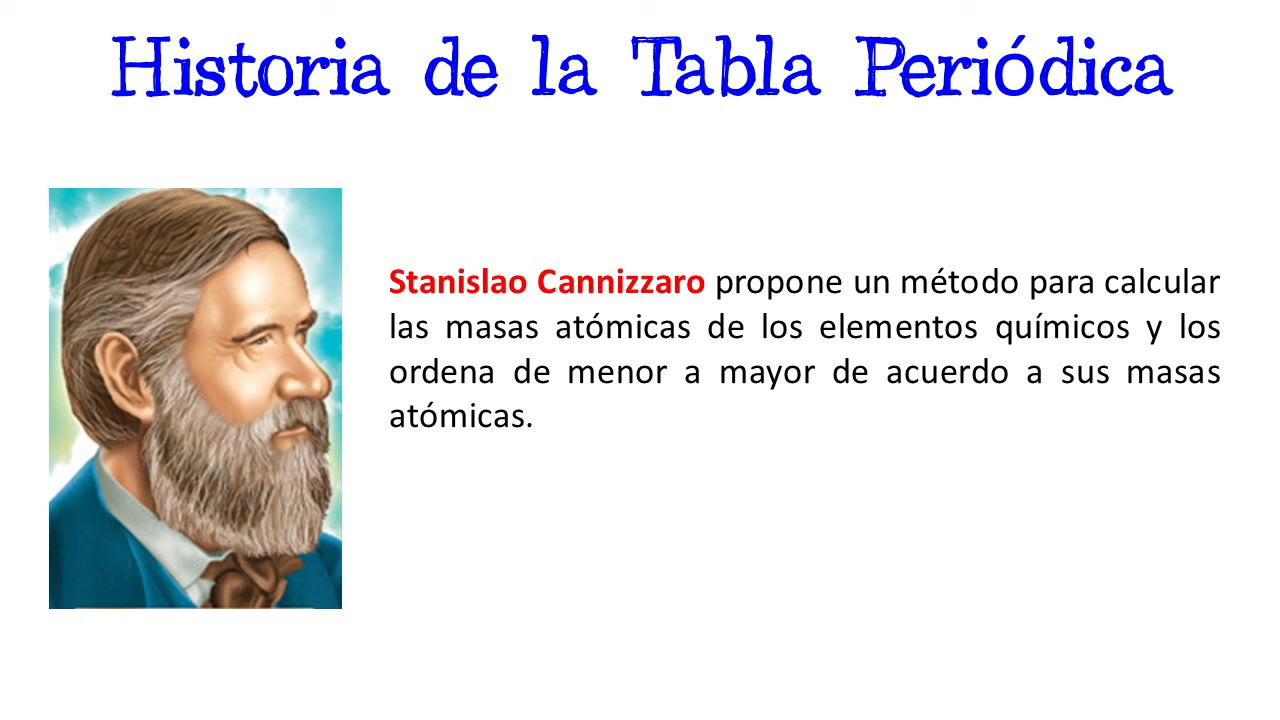 Historia de la Tabla Periódica
Stanislao Cannizzaro propone un método para calcular
las masas atómicas de los elementos químicos y los
ordena de menor a mayor de acuerdo a sus masas
atómicas.